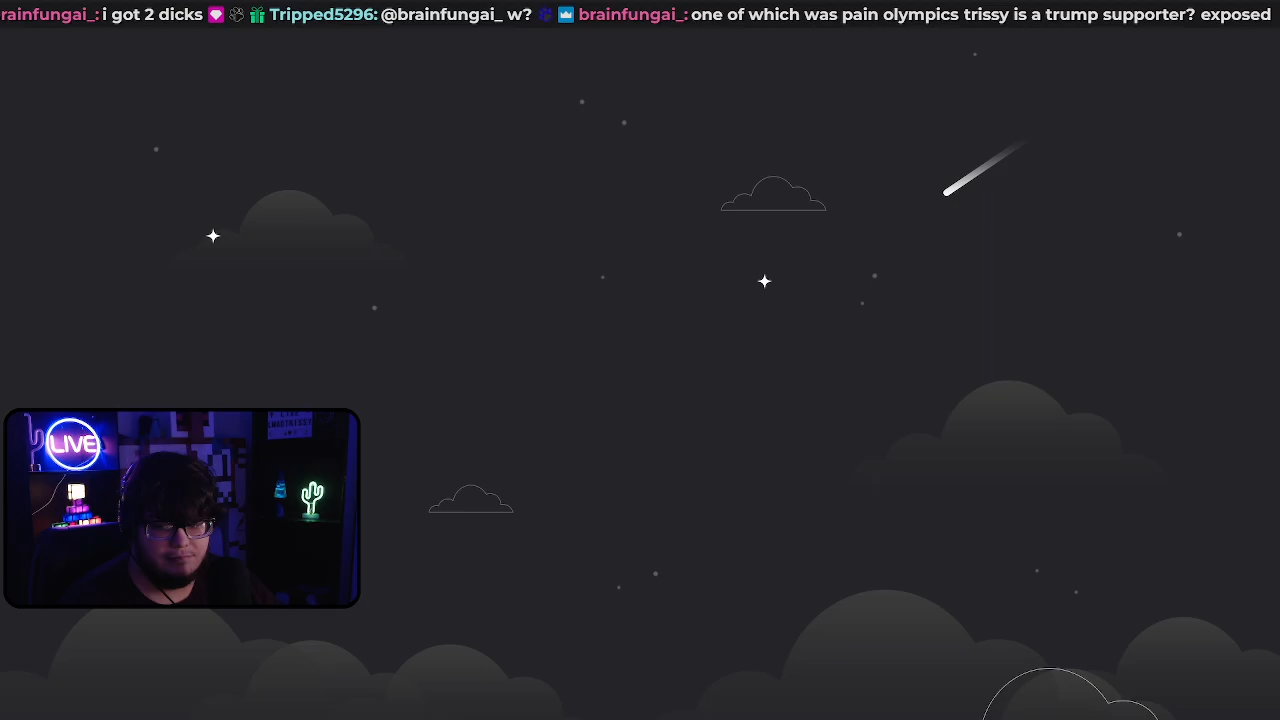 rainfungai_: i got 2 dicks Tripped5296: @brainfungai_ w? brainfungai_: one of which was pain olympics trissy is a trump supporter? exposed
LIVE